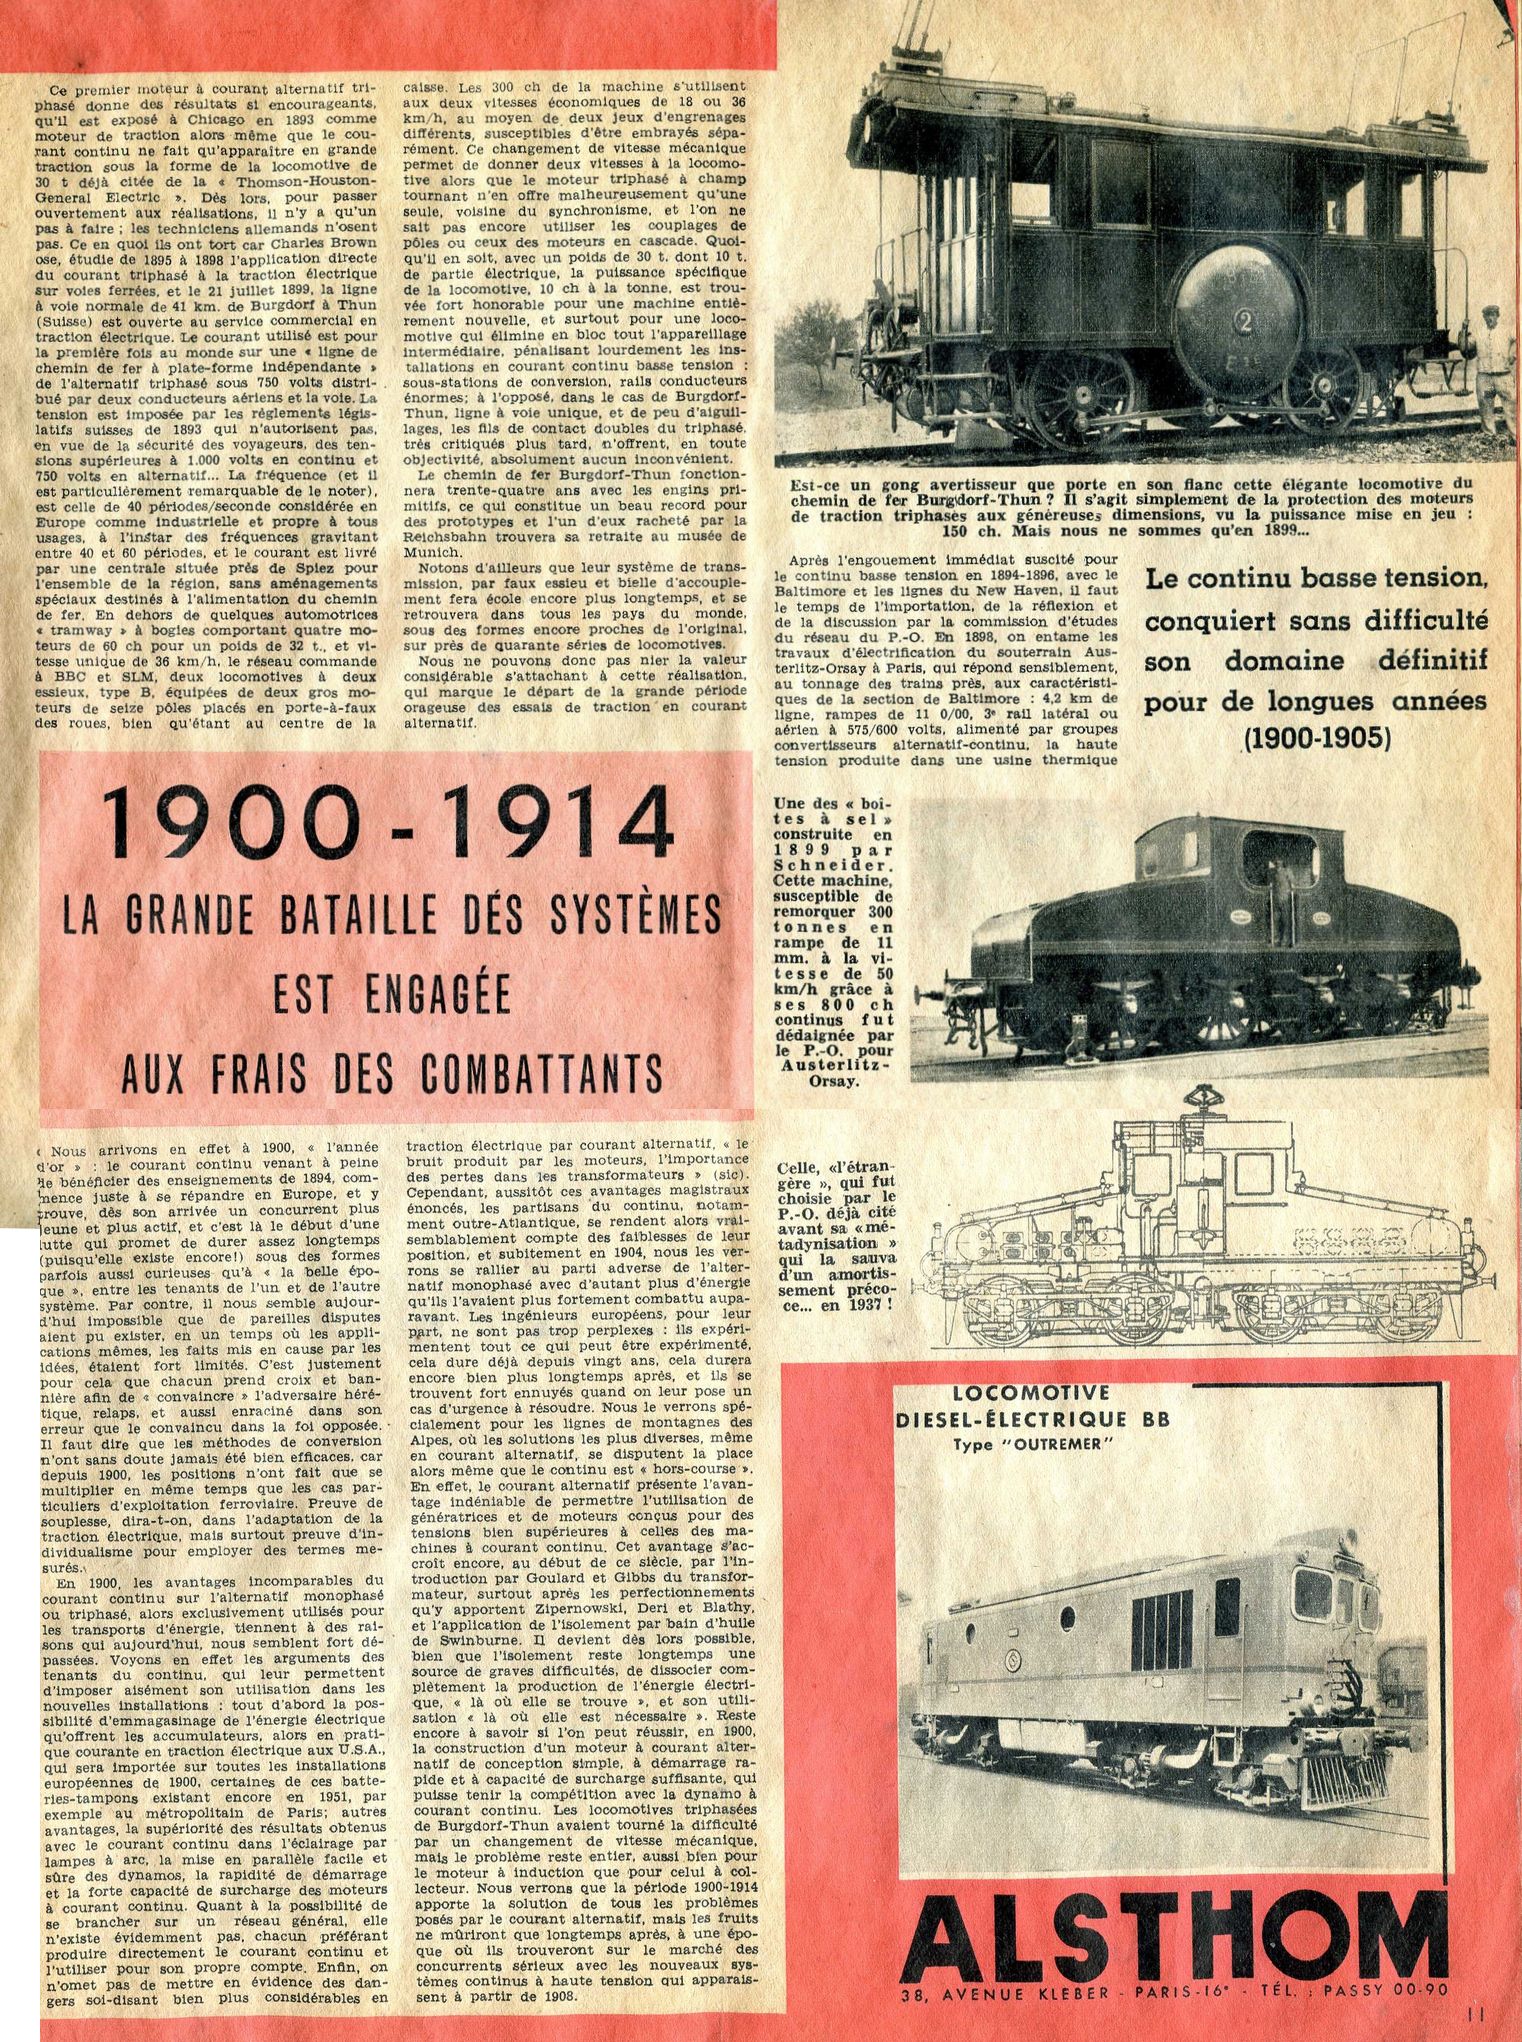 Ce premier moteur à courant alternatif tri-
phasé donne des résultats si encourageants,
qu'il est exposé à Chicago en 1893 comme
moteur de traction alors même que le cou-
rant continu ne fait qu'apparaître en grande
traction sous la forme de la locomotive de
30 t déjà citée de la « Thomson-Houston-
General Electric ». Dès lors, pour passer
ouvertement aux réalisations, il n'y a qu'un
pas à faire ; les techniciens allemands n'osent
pas. Ce en quoi ils ont tort car Charles Brown
ose, étudie de 1895 à 1898 l'application directe
du courant triphasé à la traction électrique
sur voies ferrées, et le 21 juillet 1899, la ligne
à voie normale de 41 km. de Burgdorf à Thun
(Suisse) est ouverte au service commercial en
traction électrique. Le courant utilisé est pour
la première fois au monde sur une « ligne de
chemin de fer à plate-forme indépendante »
de l'alternatif triphasé sous 750 volts distri-
bué par deux conducteurs aériens et la voie. La
tension est imposée par les règlements légis-
latifs suisses de 1893 qui n'autorisent pas,
en vue de la sécurité des voyageurs, des ten-
sions supérieures à 1.000 volts en continu et
750 volts en alternatif... La fréquence (et il
est particulièrement remarquable de le noter),
est celle de 40 périodes/seconde considérée en
Europe comme industrielle et propre à tous
usages, à l'instar des fréquences gravitant
entre 40 et 60 périodes, et le courant est livré
par une centrale située près de Spiez pour
l'ensemble de la région, sans aménagements
spéciaux destinés à l'alimentation du chemin
de fer. En dehors de quelques automotrices
« tramway » à bogies comportant quatre mo-
teurs de 60 ch pour un poids de 32 t., et vi-
tesse unique de 36 km/h, le réseau commande
à BBC et SLM, deux locomotives à deux
essieux, type B, équipées de deux gros mo-
teurs de seize pôles placés en porte-à-faux
des roues, bien qu'étant au centre de la
caisse. Les 300 ch de la machine s'utilisent
aux deux vitesses économiques de 18 ou 36
km/h, au moyen de deux jeux d'engrenages
différents, susceptibles d'être embrayés sépa-
rément. Ce changement de vitesse mécanique
permet de donner deux vitesses à la locomo-
tive alors que le moteur triphasé à champ
tournant n'en offre malheureusement qu'une
seule, voisine du synchronisme, et l'on ne
sait pas encore utiliser les couplages de
pôles ou ceux des moteurs en cascade. Quoi-
qu'il en soit, avec un poids de 30 t. dont 10 t.
de partie électrique, la puissance spécifique
de la locomotive, 10 ch à la tonne, est trou-
vée fort honorable pour une machine entiè-
rement nouvelle, et surtout pour une loco-
motive qui élimine en bloc tout l'appareillage
intermédiaire, pénalisant lourdement les ins-
tallations en courant continu basse tension :
sous-stations de conversion, rails conducteurs
énormes; à l'opposé, dans le cas de Burgdorf-
Thun, ligne à voie unique, et de peu d'aiguil-
lages, les fils de contact doubles du triphasé,
très critiqués plus tard, n'offrent, en toute
objectivité, absolument aucun inconvénient.
Le chemin de fer Burgdorf-Thun fonction-
nera trente-quatre ans avec les engins pri-
mitifs, ce qui constitue un beau record pour
des prototypes et l'un d'eux racheté par la
Reichsbahn trouvera sa retraite au musée de
Munich.
Notons d'ailleurs que leur système de trans-
mission, par faux essieu et bielle d'accouple-
ment fera école encore plus longtemps, et se
retrouvera dans tous les pays du monde,
sous des formes encore proches de l'original,
sur près de quarante séries de locomotives.
Nous ne pouvons donc pas nier la valeur
considérable s'attachant à cette réalisation,
qui marque le départ de la grande période
orageuse des essais de traction en courant
alternatif.
2
Est-ce un gong avertisseur que porte en son flanc cette élégante locomotive du
chemin de fer Burgdorf-Thun ? Il s'agit simplement de la protection des moteurs
de traction triphasés aux généreuses dimensions, vu la puissance mise en jeu :
150 ch. Mais nous ne sommes qu'en 1899...
Après l'engouement immédiat suscité pour
le continu basse tension en 1894-1896, avec le
Baltimore et les lignes du New Haven, il faut
le temps de l'importation, de la réflexion et
de la discussion par la commission d'études
du réseau du P.-O. En 1898, on entame les
travaux d'électrification du souterrain Aus-
terlitz-Orsay à Paris, qui répond sensiblement,
au tonnage des trains près, aux caractéristi-
ques de la section de Baltimore : 4,2 km de
ligne, rampes de 11 0/00, 3e rail latéral ou
aérien à 575/600 volts, alimenté par groupes
convertisseurs alternatif-continu, la haute
tension produite dans une usine thermique
Le continu basse tension,
conquiert sans difficulté
son domaine définitif
pour de longues années
(1900-1905)
1900-1914
LA GRANDE BATAILLE DÉS SYSTÈMES
EST ENGAGÉE
AUX FRAIS DES COMBATTANTS
Une des « boî-
tes à sel »
construite en
1899 par
Schneider.
Cette machine,
susceptible de
remorquer 300
tonnes en
rampe de 11
mm. à la vi-
tesse de 50
km/h grâce à
ses 800 ch
continus fut
dédaignée par
le P.-O. pour
Austerlitz-
Orsay.
Celle, «l'étran-
gère », qui fut
choisie par le
P.-O. déjà cité
avant sa «mé-
tadynisation »
qui la sauva
d'un amortis-
sement préco-
ce... en 1937 !
Nous arrivons en effet à 1900, « l'année
d'or » : le courant continu venant à peine
de bénéficier des enseignements de 1894, com-
mence juste à se répandre en Europe, et y
trouve, dès son arrivée un concurrent plus
jeune et plus actif, et c'est là le début d'une
lutte qui promet de durer assez longtemps
(puisqu'elle existe encore!) sous des formes
parfois aussi curieuses qu'à « la belle épo-
que », entre les tenants de l'un et de l'autre
système. Par contre, il nous semble aujour-
d'hui impossible que de pareilles disputes
aient pu exister, en un temps où les appli-
cations mêmes, les faits mis en cause par les
idées, étaient fort limités. C'est justement
pour cela que chacun prend croix et ban-
nière afin de « convaincre » l'adversaire héré-
tique, relaps, et aussi enraciné dans son
erreur que le convaincu dans la foi opposée.
Il faut dire que les méthodes de conversion
n'ont sans doute jamais été bien efficaces, car
depuis 1900, les positions n'ont fait que se
multiplier en même temps que les cas par-
ticuliers d'exploitation ferroviaire. Preuve de
souplesse, dira-t-on, dans l'adaptation de la
traction électrique, mais surtout preuve d'in-
dividualisme pour employer des termes me-
surés.
En 1900, les avantages incomparables du
courant continu sur l'alternatif monophasé
ou triphasé, alors exclusivement utilisés pour
les transports d'énergie, tiennent à des rai-
sons qui aujourd'hui, nous semblent fort dé-
passées. Voyons en effet les arguments des
tenants du continu, qui leur permettent
d'imposer aisément son utilisation dans les
nouvelles installations : tout d'abord la pos-
sibilité d'emmagasinage de l'énergie électrique
qu'offrent les accumulateurs, alors en prati-
que courante en traction électrique aux U.S.A.,
qui sera importée sur toutes les installations
européennes de 1900, certaines de ces batte-
ries-tampons existant encore en 1951, par
exemple au métropolitain de Paris; autres
avantages, la supériorité des résultats obtenus
avec le courant continu dans l'éclairage par
lampes à arc, la mise en parallèle facile et
sûre des dynamos, la rapidité de démarrage
et la forte capacité de surcharge des moteurs
à courant continu. Quant à la possibilité de
se brancher sur un réseau général, elle
n'existe évidemment pas, chacun préférant
produire directement le courant continu et
l'utiliser pour son propre compte. Enfin, on
n'omet pas de mettre en évidence des dan-
gers soi-disant bien plus considérables en
traction électrique par courant alternatif, « le
bruit produit par les moteurs, l'importance
des pertes dans les transformateurs » (sic).
Cependant, aussitôt ces avantages magistraux
énoncés, les partisans du continu, notam-
ment outre-Atlantique, se rendent alors vrai-
semblablement compte des faiblesses de leur
position, et subitement en 1904, nous les ver-
rons se rallier au parti adverse de l'alter-
natif monophasé avec d'autant plus d'énergie
qu'ils l'avaient plus fortement combattu aupa-
ravant. Les ingénieurs européens, pour leur
part, ne sont pas trop perplexes : ils expéri-
mentent tout ce qui peut être expérimenté,
cela dure déjà depuis vingt ans, cela durera
encore bien plus longtemps après, et ils se
trouvent fort ennuyés quand on leur pose un
cas d'urgence à résoudre. Nous le verrons spé-
cialement pour les lignes de montagnes des
Alpes, où les solutions les plus diverses, même
en courant alternatif, se disputent la place
alors même que le continu est « hors-course ».
En effet, le courant alternatif présente l'avan-
tage indéniable de permettre l'utilisation de
génératrices et de moteurs conçus pour des
tensions bien supérieures à celles des ma-
chines à courant continu. Cet avantage s'ac-
croît encore, au début de ce siècle, par l'in-
troduction par Goulard et Gibbs du transfor-
mateur, surtout après les perfectionnements
qu'y apportent Zipernowski, Deri et Blathy,
et l'application de l'isolement par bain d'huile
de Swinburne. Il devient dès lors possible,
bien que l'isolement reste longtemps une
source de graves difficultés, de dissocier com-
plètement la production de l'énergie électri-
que, « là où elle se trouve », et son utili-
sation « là où elle est nécessaire ». Reste
encore à savoir si l'on peut réussir, en 1900,
la construction d'un moteur à courant alter-
natif de conception simple, à démarrage ra-
pide et à capacité de surcharge suffisante, qui
puisse tenir la compétition avec la dynamo à
courant continu. Les locomotives triphasées
de Burgdorf-Thun avaient tourné la difficulté
par un changement de vitesse mécanique,
mais le problème reste entier, aussi bien pour
le moteur à induction que pour celui à col-
lecteur. Nous verrons que la période 1900-1914
apporte la solution de tous les problèmes
posés par le courant alternatif, mais les fruits
ne mûriront que longtemps après, à une épo-
que où ils trouveront sur le marché des
concurrents sérieux avec les nouveaux sys-
tèmes continus à haute tension qui apparais-
sent à partir de 1908.
LOCOMOTIVE
DIESEL-ÉLECTRIQUE BB
Type "OUTREMER"
ALSTHOM
38, AVENUE KLEBER - PARIS-16e - TÉL. : PASSY 00-90
11